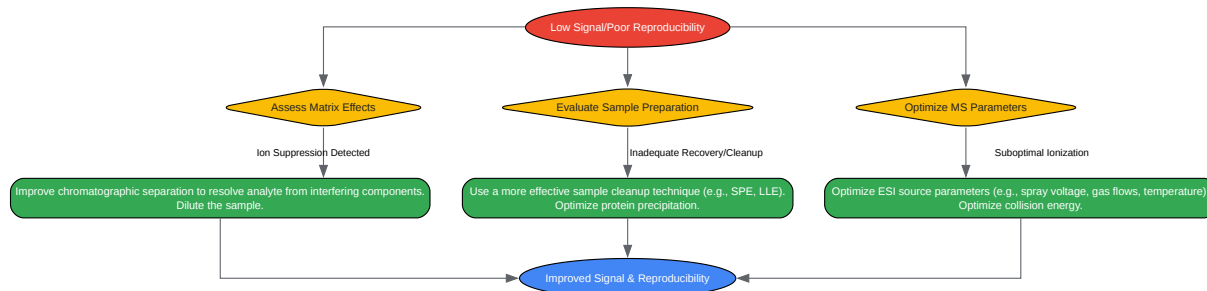 Low Signal/Poor Reproducibility
Assess Matrix Effects
Evaluate Sample Preparation
Optimize MS Parameters
Ion Suppression Detected
Inadequate Recovery/Cleanup
Suboptimal Ionization
Improve chromatographic separation to resolve analyte from interfering components.
Dilute the sample.
Use a more effective sample cleanup technique (e.g., SPE, LLE).
Optimize protein precipitation.
Optimize ESI source parameters (e.g., spray voltage, gas flows, temperature)
Optimize collision energy.
Improved Signal & Reproducibility